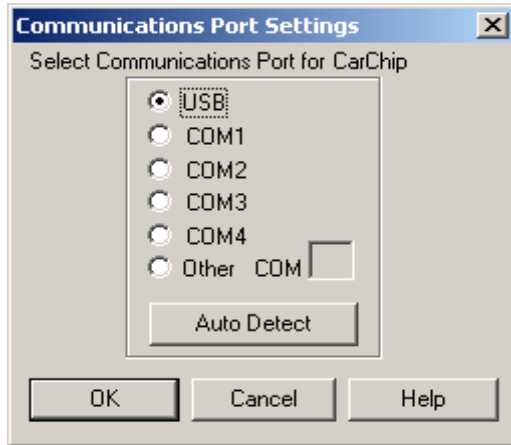 Communications Port Settings
Select Communications Port for CarChip
USB
COM1
COM2
COM3
COM4
Other COM
Auto Detect
OK Cancel Help